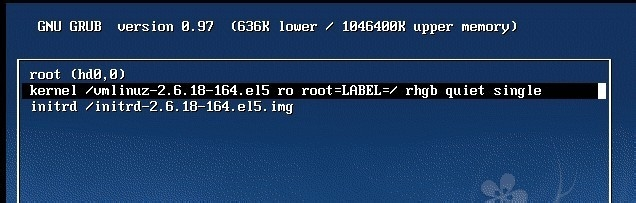 GNU GRUB version 0.97 (636K lower / 1046400K upper memory)
root (hd0,0)
kernel /vmlinuz-2.6.18-164.el5 ro root=LABEL=/ rhgb quiet single
initrd /initrd-2.6.18-164.el5.img